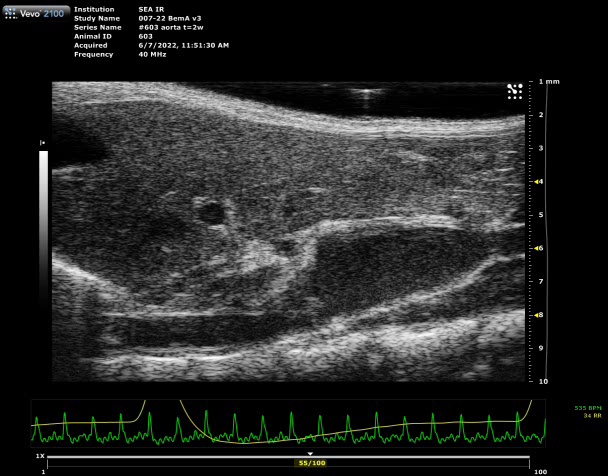 Vevo 2100
Institution SEA IR
Study Name 007-22 BemA v3
Series Name #603 aorta t=2w
Animal ID 603
Acquired 6/7/2022, 11:51:30 AM
Frequency 40 MHz
1 mm
2
3
4
5
6
7
8
9
10
535 BPM
34 RR
1X
55/100
1 100